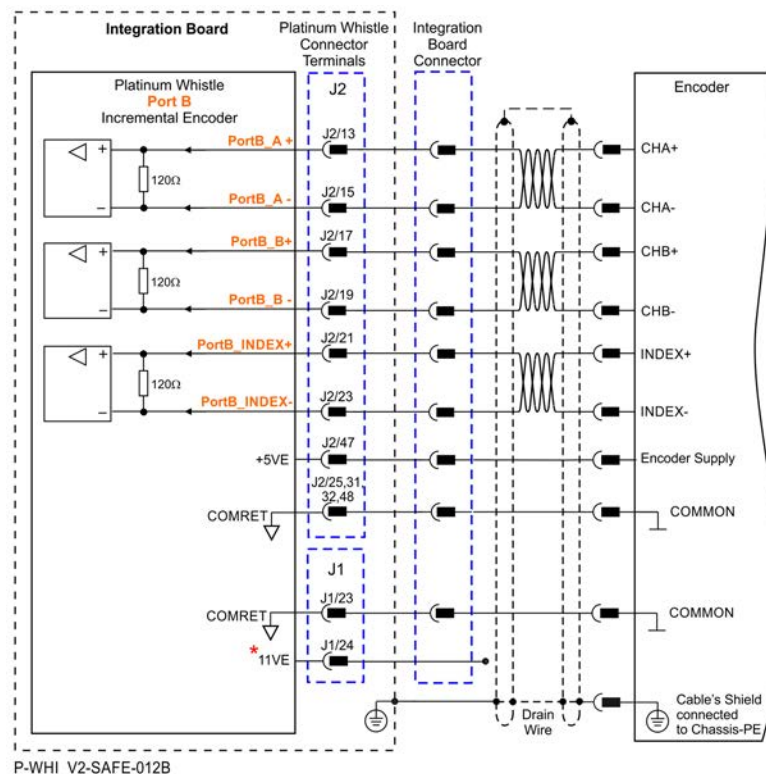 Integration Board
Platinum Whistle
Connector
Terminals
Integration
Board
Connector
Platinum Whistle
Port B
Incremental Encoder
J2
Encoder
PortB_A +
J2/13
CHA+
120Ω
PortB_A -
J2/15
CHA-
PortB_B+
J2/17
CHB+
120Ω
PortB_B -
J2/19
CHB-
PortB_INDEX+
J2/21
INDEX+
120Ω
PortB_INDEX-
J2/23
INDEX-
+5VE
J2/47
Encoder Supply
J2/25,31,
32,48
COMRET
COMMON
J1
J1/23
COMRET
COMMON
J1/24
*11VE
Drain
Wire
Cable's Shield
connected
to Chassis-PE
P-WHI_V2-SAFE-012B
+
−
+
−
+
−